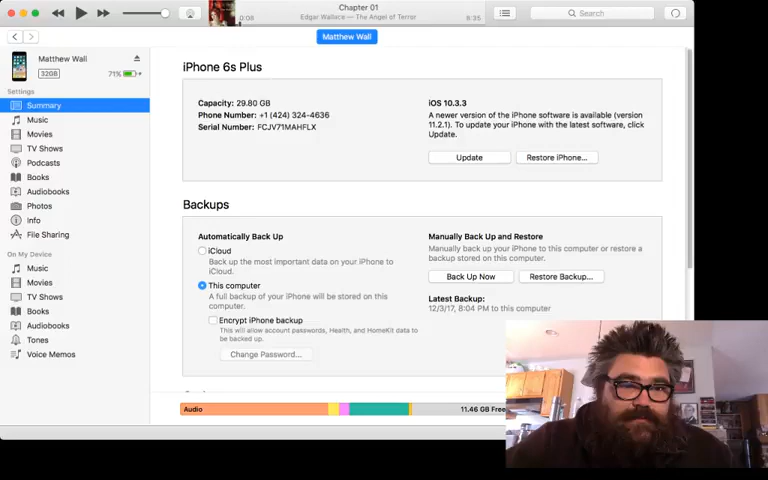 Chapter 01
0:08
Edgar Wallace — The Angel of Terror
8:35
Search
Matthew Wall
Matthew Wall
32GB
71%
Settings
Summary
Music
Movies
TV Shows
Podcasts
Books
Audiobooks
Photos
Info
File Sharing
On My Device
Music
Movies
TV Shows
Books
Audiobooks
Tones
Voice Memos
iPhone 6s Plus
Capacity: 29.80 GB
Phone Number: +1 (424) 324-4636
Serial Number: FCJV71MAHFLX
iOS 10.3.3
A newer version of the iPhone software is available (version
11.2.1). To update your iPhone with the latest software, click
Update.
Update
Restore iPhone...
Backups
Automatically Back Up
iCloud
Back up the most important data on your iPhone to
iCloud.
This computer
A full backup of your iPhone will be stored on this
computer.
Encrypt iPhone backup
This will allow account passwords, Health, and HomeKit data to
be backed up.
Change Password...
Manually Back Up and Restore
Manually back up your iPhone to this computer or restore a
backup stored on this computer.
Back Up Now
Restore Backup...
Latest Backup:
12/3/17, 8:04 PM to this computer
Audio
11.46 GB Free